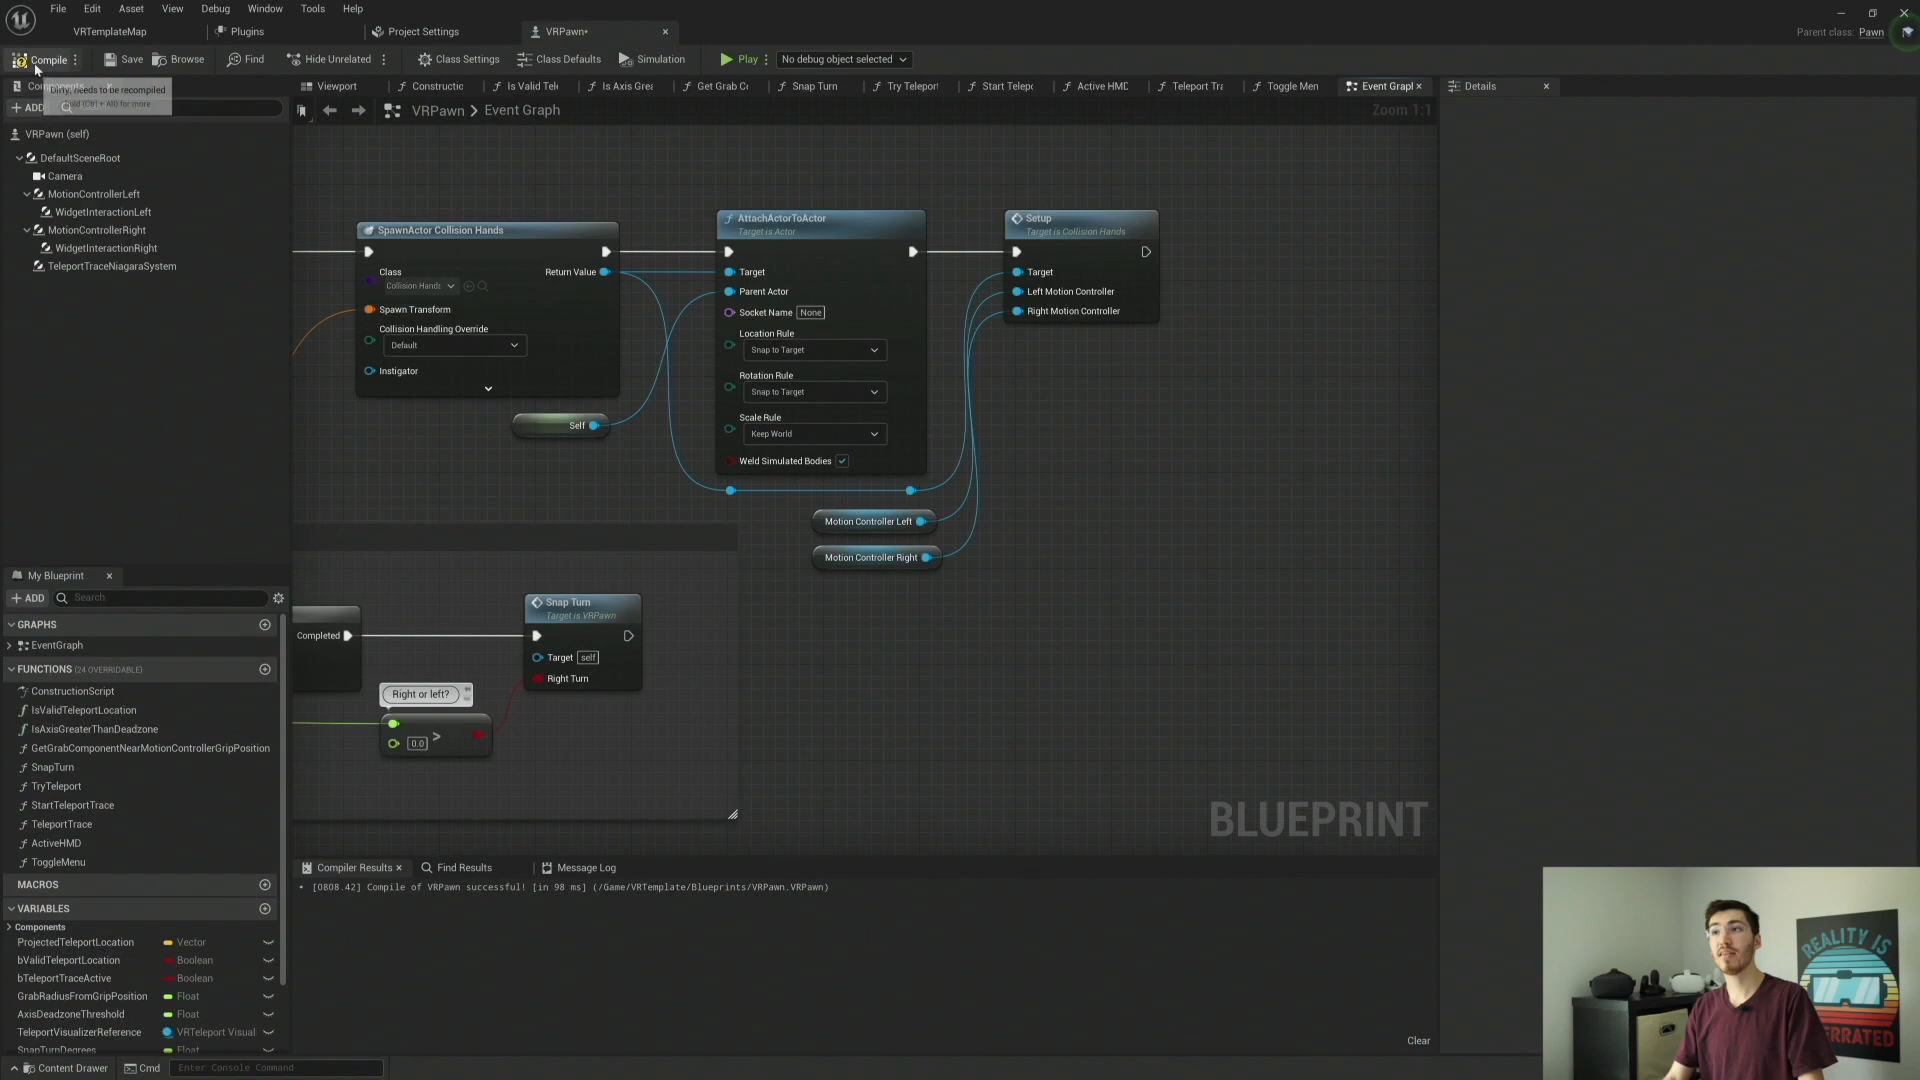 File Edit Asset View Debug Window Tools Help
VRTemplateMap Plugins Project Settings VRPawn•
Parent class: Pawn
Compile Save Browse Find Hide Unrelated Class Settings Class Defaults Simulation Play No debug object selected
Dirty, needs to be recompiled
Viewport Constructic Is Valid Tele Is Axis Gre Get Grab Co Snap Turn Try Teleport Start Telep Active HMD Teleport Tra Toggle Men Event Graph Details
ADD
VRPawn > Event Graph
Zoom 1:1
VRPawn (self)
DefaultSceneRoot
Camera
MotionControllerLeft
WidgetInteractionLeft
MotionControllerRight
WidgetInteractionRight
TeleportTraceNiagaraSystem
SpawnActor Collision Hands
Class
Collision Hands
Return Value
Spawn Transform
Collision Handling Override
Default
Instigator
Self
AttachActorToActor
Target is Actor
Target
Parent Actor
Socket Name None
Location Rule
Snap to Target
Rotation Rule
Snap to Target
Scale Rule
Keep World
Weld Simulated Bodies
Setup
Target is Collision Hands
Target
Left Motion Controller
Right Motion Controller
Motion Controller Left
Motion Controller Right
Completed
Snap Turn
Target is VRPawn
Target self
Right Turn
Right or left?
0.0 >
BLUEPRINT
My Blueprint
ADD Search
GRAPHS
EventGraph
FUNCTIONS (24 OVERRIDABLE)
ConstructionScript
IsValidTeleportLocation
IsAxisGreaterThanDeadzone
GetGrabComponentNearMotionControllerGripPosition
SnapTurn
TryTeleport
StartTeleportTrace
TeleportTrace
ActiveHMD
ToggleMenu
MACROS
VARIABLES
Components
ProjectedTeleportLocation Vector
bValidTeleportLocation Boolean
bTeleportTraceActive Boolean
GrabRadiusFromGripPosition Float
AxisDeadzoneThreshold Float
TeleportVisualizerReference VRTeleport Visual
SnapTurnDegrees Float
Compiler Results Find Results Message Log
[0808.42] Compile of VRPawn successful! [in 98 ms] (/Game/VRTemplate/Blueprints/VRPawn.VRPawn)
Clear
Content Drawer Cmd Enter Console Command
REALITY IS
ERRATED